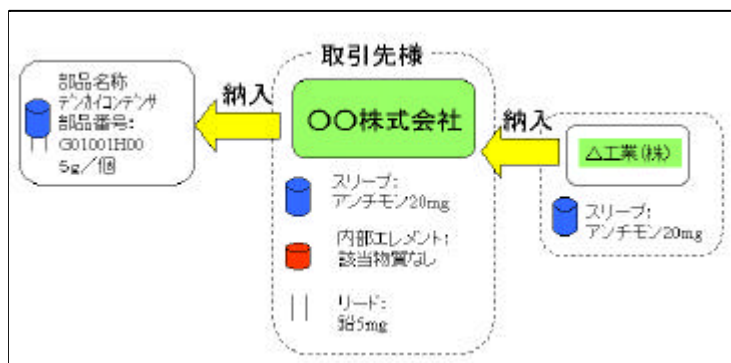 取引先様
部品名称
デンカイコンデンサ
部品番号:
G01001H00
5g/個
納入
〇〇株式会社
納入
△工業(株)
スリーブ:
アンチモン20mg
内部エレメント:
該当物質なし
リード:
鉛5mg
スリーブ:
アンチモン20mg